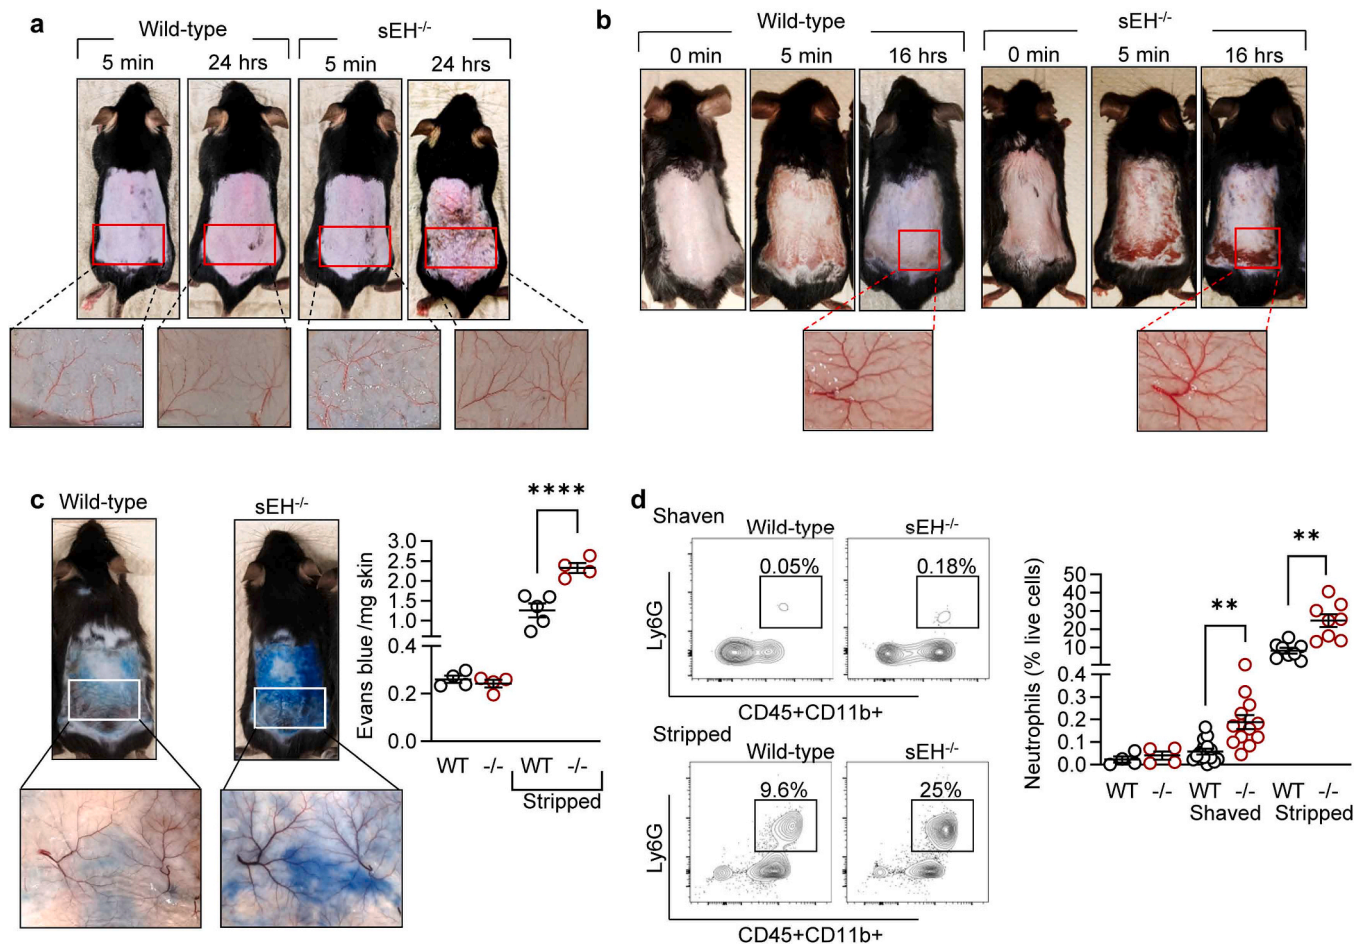 a
Wild-type
sEH-/-
5 min
24 hrs
5 min
24 hrs
b
Wild-type
sEH-/-
0 min
5 min
16 hrs
0 min
5 min
16 hrs
c
Wild-type
sEH-/-
****
Evans blue /mg skin
3.0
2.5
2.0
1.5
1.0
0.4
0.2
0.0
WT -/- WT -/-
Stripped
d
Shaven
Wild-type
sEH-/-
0.05%
0.18%
Ly6G
CD45+CD11b+
Stripped
Wild-type
sEH-/-
9.6%
25%
Ly6G
CD45+CD11b+
**
**
Neutrophils (% live cells)
50
40
30
20
10
0.4
0.3
0.2
0.1
0.0
WT -/- WT -/- WT -/-
Shaved Stripped